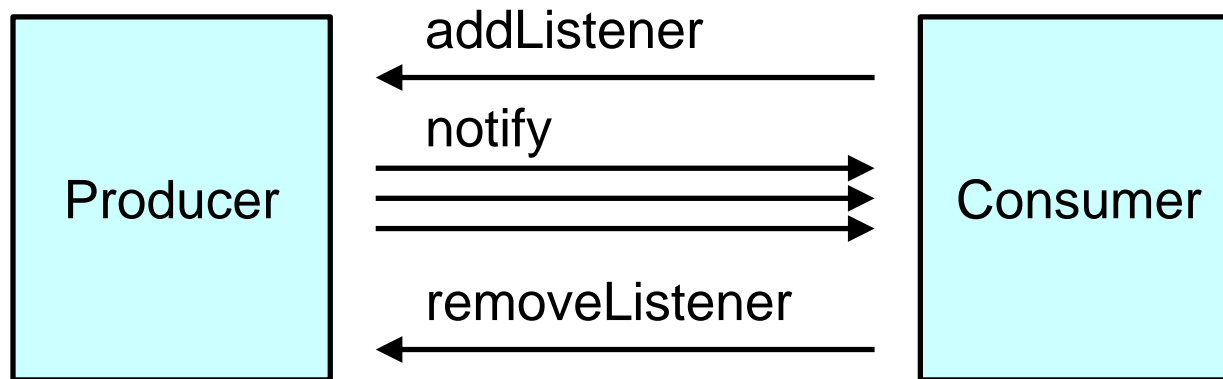 addListener
notify
Producer
Consumer
removeListener